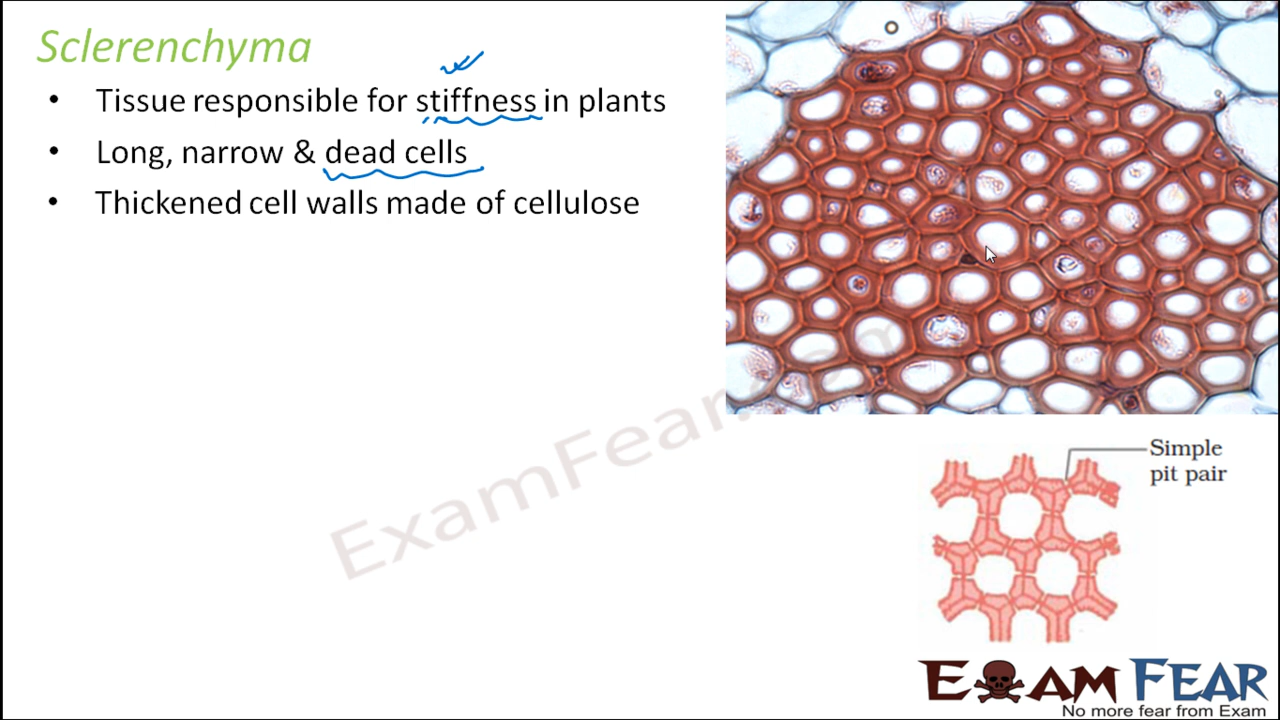 Sclerenchyma
• Tissue responsible for stiffness in plants
• Long, narrow & dead cells
• Thickened cell walls made of cellulose
ExamFear.com
Simple
pit pair
EXAM FEAR
No more fear from Exam